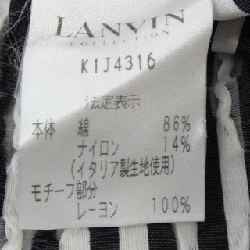 LANVIN
COLLECTION
K1J4316
法定表示
本体 綿 86%
ナイロン 14%
(イタリア製生地使用)
モチーフ部分
レーヨン 100%